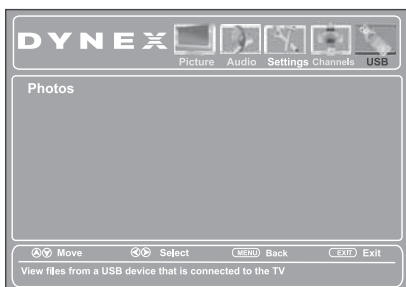 DYNEX
Picture Audio Settings Channels USB
Photos
Move Select MENU Back EXIT Exit
View files from a USB device that is connected to the TV